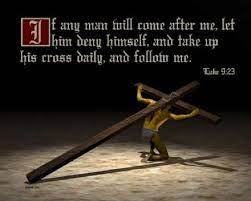 If any man will come after me, let
him deny himself, and take up
his cross daily, and follow me.
Luke 9:23